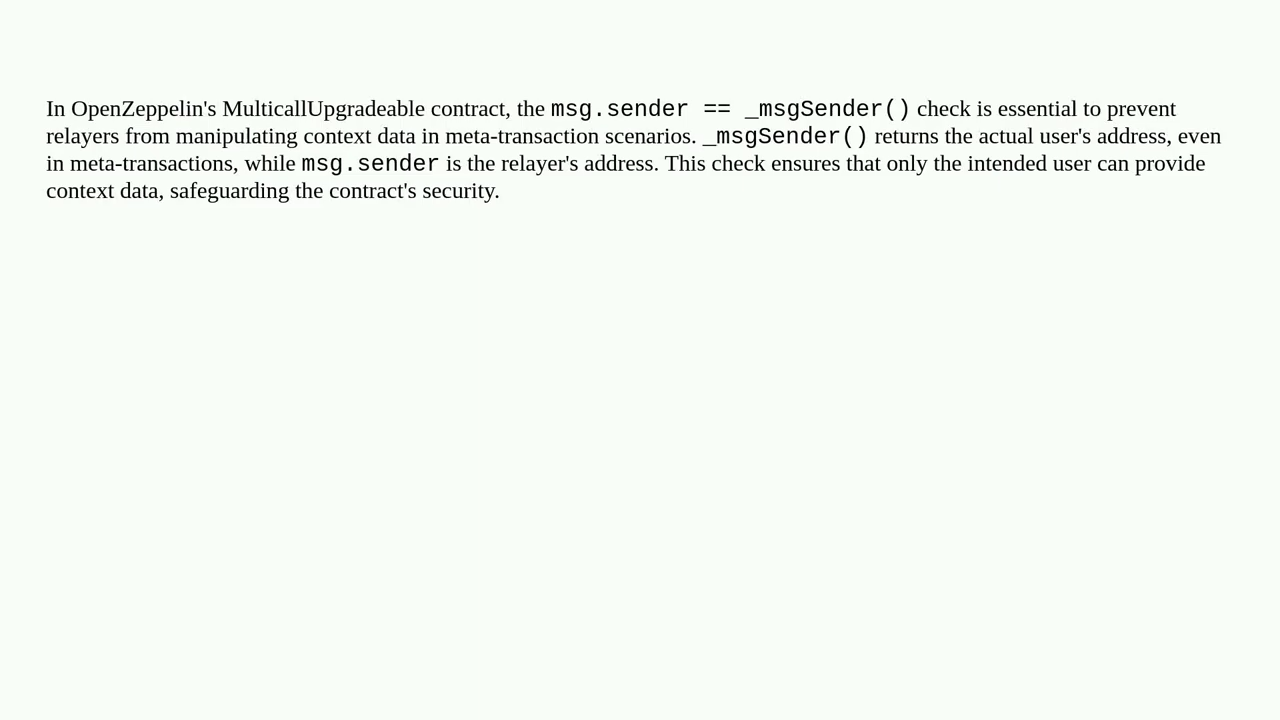 In OpenZeppelin's MulticallUpgradeable contract, the msg.sender == _msgSender() check is essential to prevent
relayers from manipulating context data in meta-transaction scenarios. _msgSender() returns the actual user's address, even
in meta-transactions, while msg.sender is the relayer's address. This check ensures that only the intended user can provide
context data, safeguarding the contract's security.